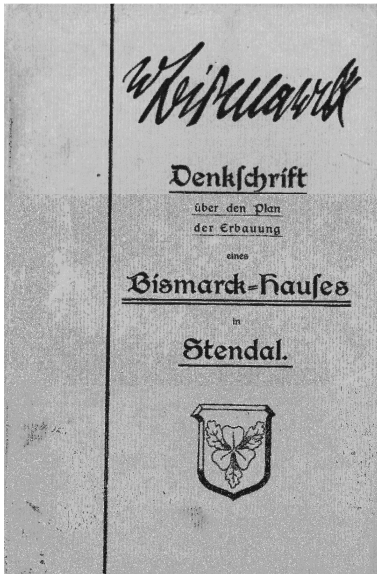 v Bismarck
Denkſchrift
über den Plan
der Erbauung
eines
Bismarck-Hauſes
in
Stendal.